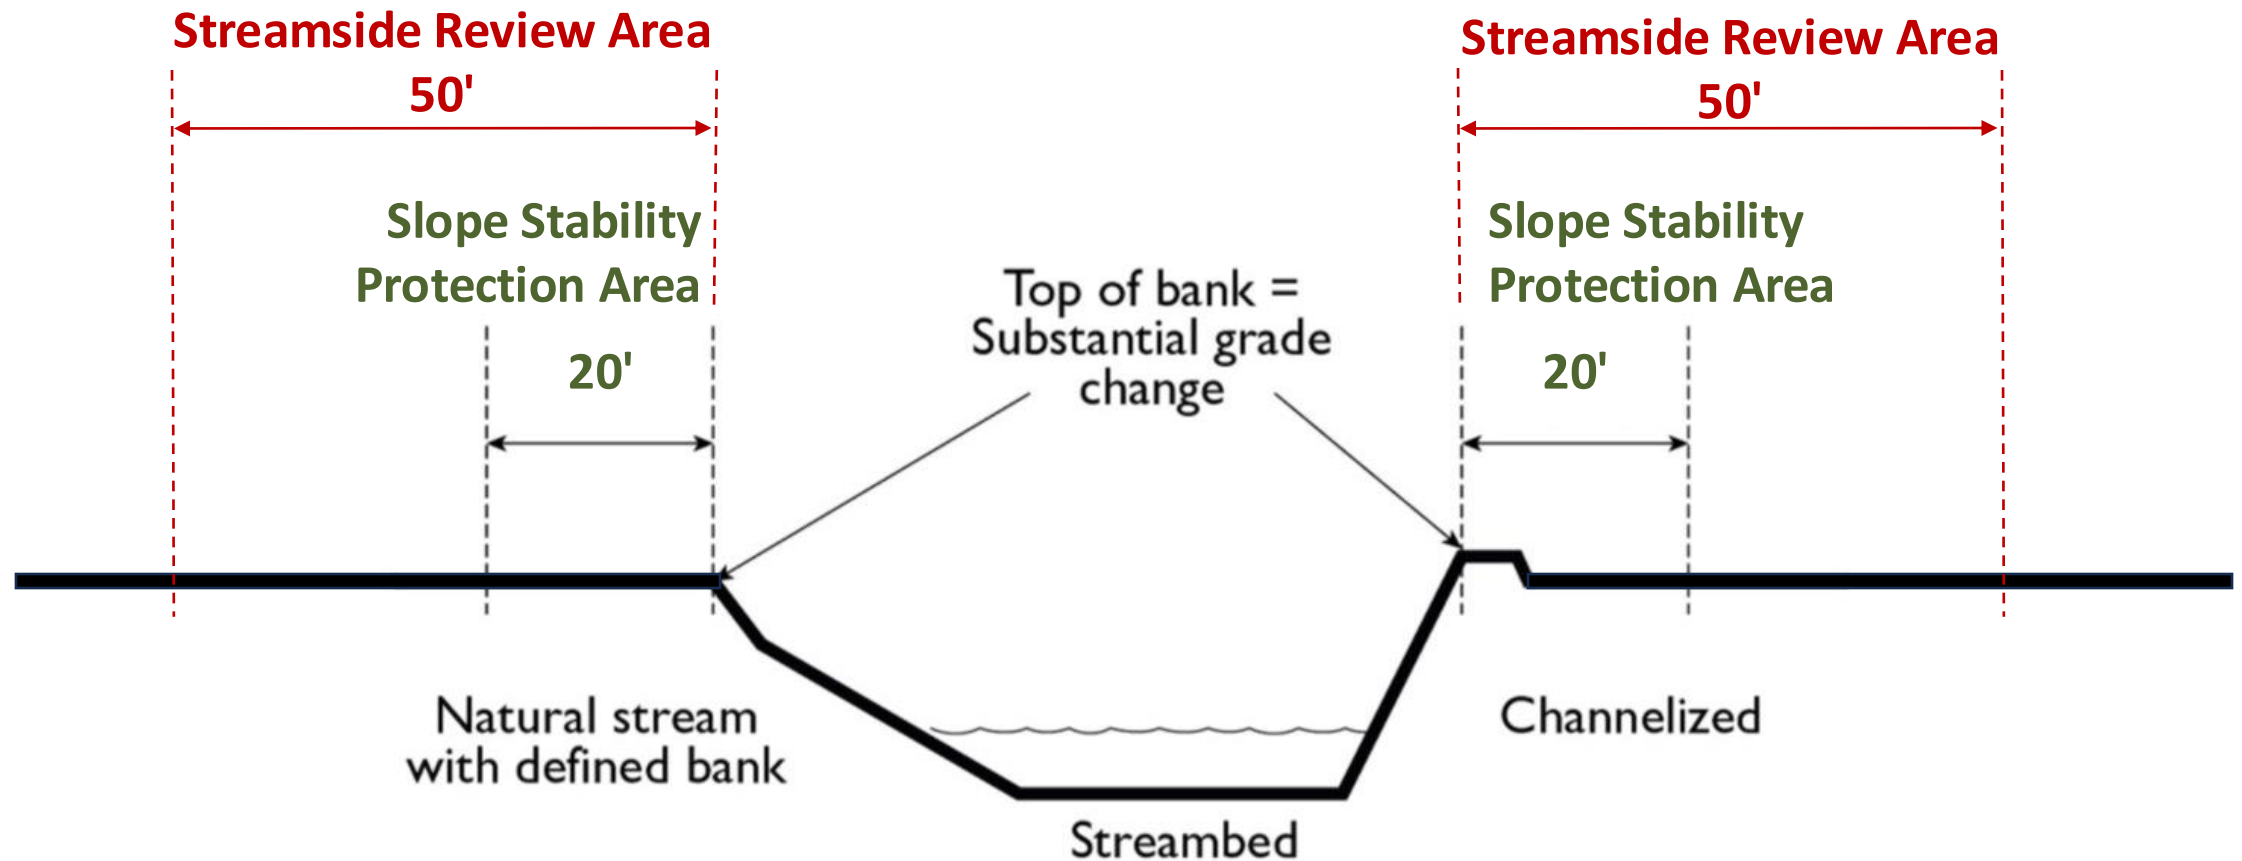 Streamside Review Area
50'
Streamside Review Area
50'
Slope Stability
Protection Area
20'
Top of bank =
Substantial grade
change
Slope Stability
Protection Area
20'
Natural stream
with defined bank
Channelized
Streambed